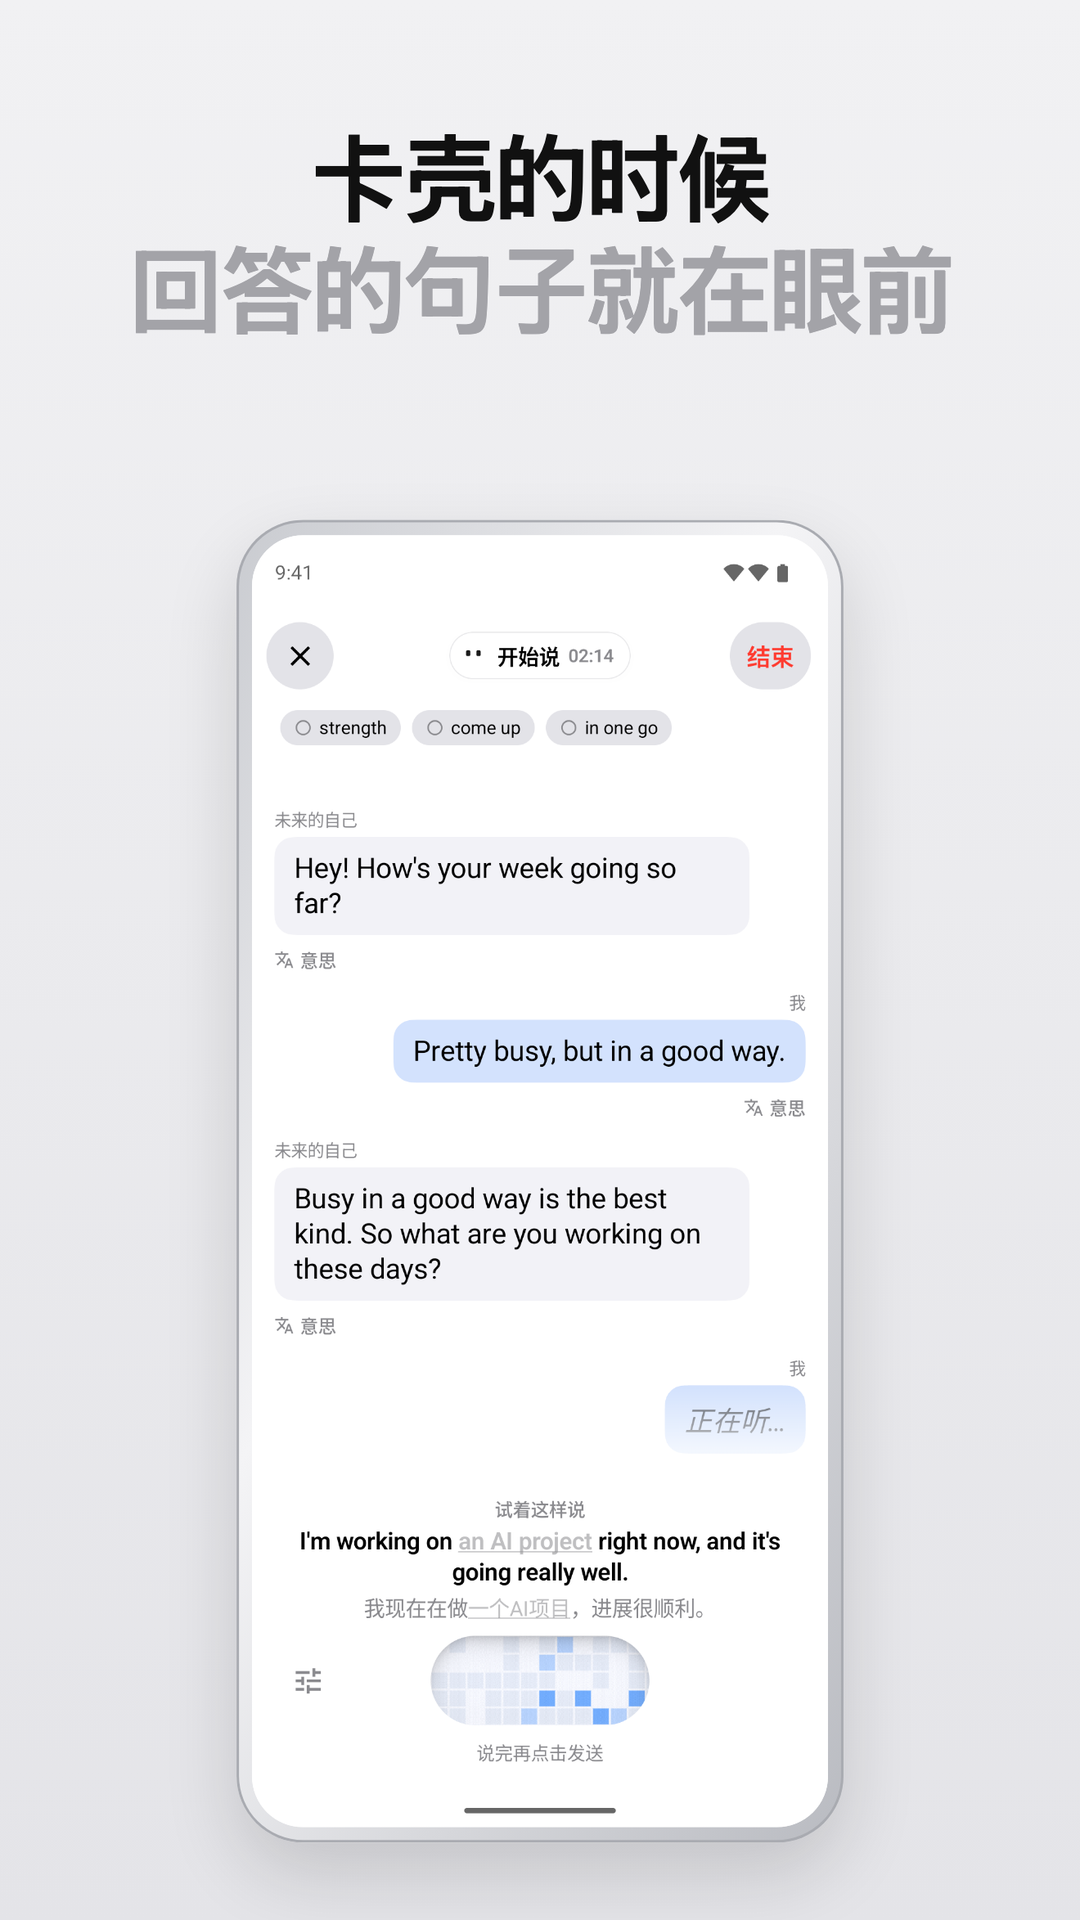 卡壳的时候
回答的句子就在眼前
9:41
开始说 02:14
结束
strength
come up
in one go
未来的自己
Hey! How's your week going so
far?
意思
我
Pretty busy, but in a good way.
意思
未来的自己
Busy in a good way is the best
kind. So what are you working on
these days?
意思
我
正在听...
试着这样说
I'm working on an AI project right now, and it's
going really well.
我现在在做一个AI项目，进展很顺利。
说完再点击发送